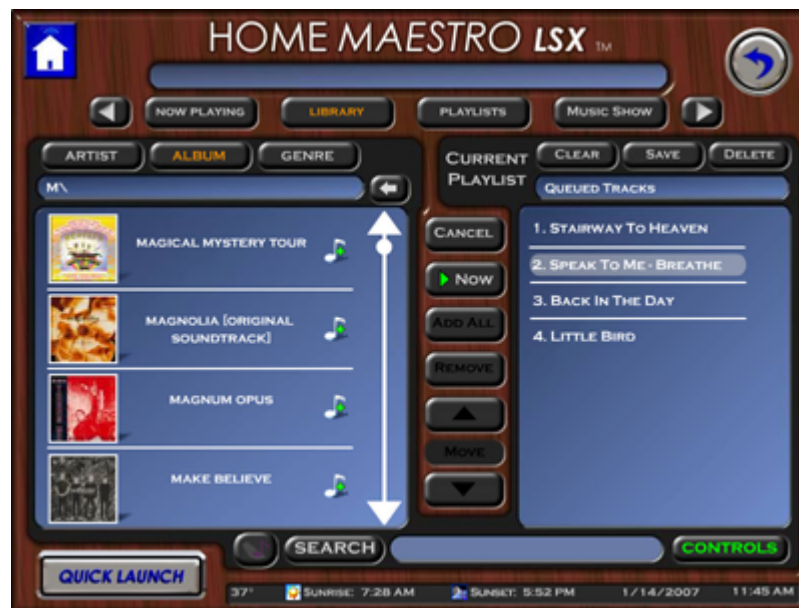 HOME MAESTRO LSX TM
NOW PLAYING
LIBRARY
PLAYLISTS
MUSIC SHOW
ARTIST
ALBUM
GENRE
M\
CURRENT
PLAYLIST
CLEAR
SAVE
DELETE
QUEUED TRACKS
MAGICAL MYSTERY TOUR
MAGNOLIA [ORIGINAL
SOUNDTRACK]
MAGNUM OPUS
MAKE BELIEVE
CANCEL
NOW
ADD ALL
REMOVE
MOVE
1. STAIRWAY TO HEAVEN
2. SPEAK TO ME - BREATHE
3. BACK IN THE DAY
4. LITTLE BIRD
SEARCH
CONTROLS
QUICK LAUNCH
37° SUNRISE: 7:28 AM SUNSET: 5:52 PM 1/14/2007 11:45 AM